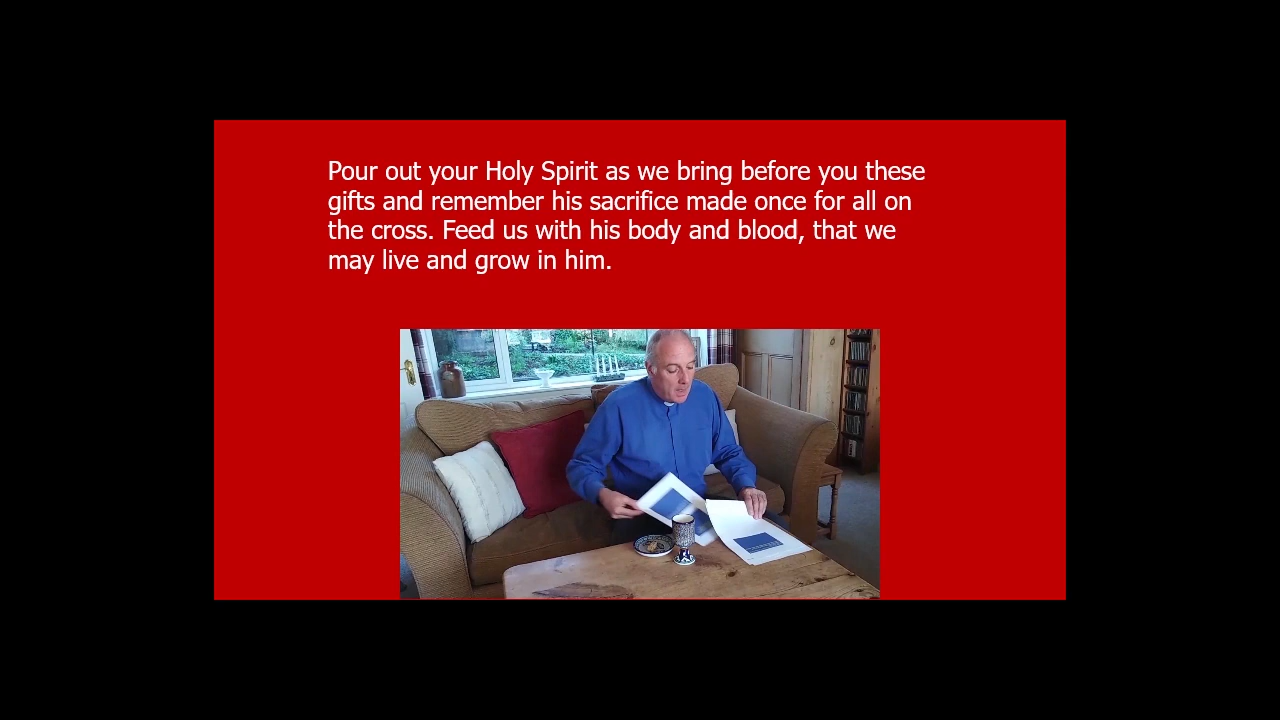 Pour out your Holy Spirit as we bring before you these
gifts and remember his sacrifice made once for all on
the cross. Feed us with his body and blood, that we
may live and grow in him.